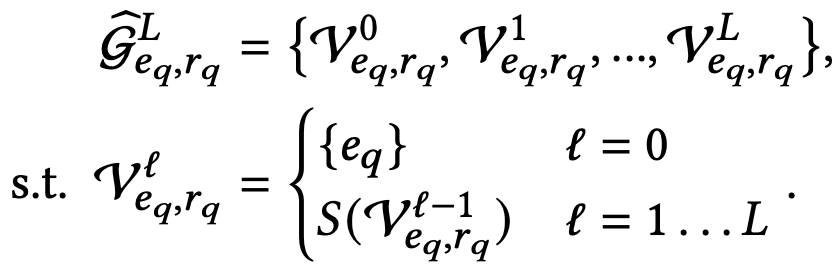 $\widehat{\mathcal{G}}^{L}_{e_q,r_q} = \{\mathcal{V}^{0}_{e_q,r_q}, \mathcal{V}^{1}_{e_q,r_q}, ..., \mathcal{V}^{L}_{e_q,r_q}\},$
$\text{s.t. } \mathcal{V}^{\ell}_{e_q,r_q} = \begin{cases} \{e_q\} & \ell = 0 \\ S(\mathcal{V}^{\ell-1}_{e_q,r_q}) & \ell = 1 \ldots L \end{cases}.$